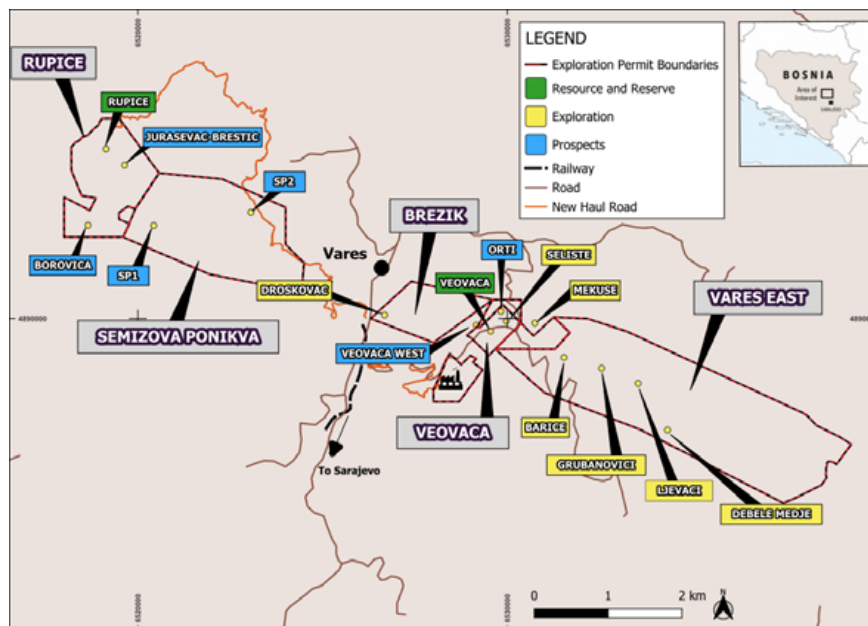 6520000
6530000
LEGEND
Exploration Permit Boundaries
Resource and Reserve
Exploration
Prospects
Railway
Road
New Haul Road
BOSNIA
Area of
Interest
SARAJEVO
RUPICE
RUPICE
JURASEVAC-BRESTIC
SP2
BREZIK
Vares
ORTI
SELISTE
BOROVICA
SP1
DROSKOVAC
VEOVACA
MEKUSE
VARES EAST
4890000
SEMIZOVA PONIKVA
VEOVACA WEST
VEOVACA
BARICE
GRUBANOVICI
To Sarajevo
LJEVACI
DEBELE MEDJE
0 1 2 km
N
6520000
6530000